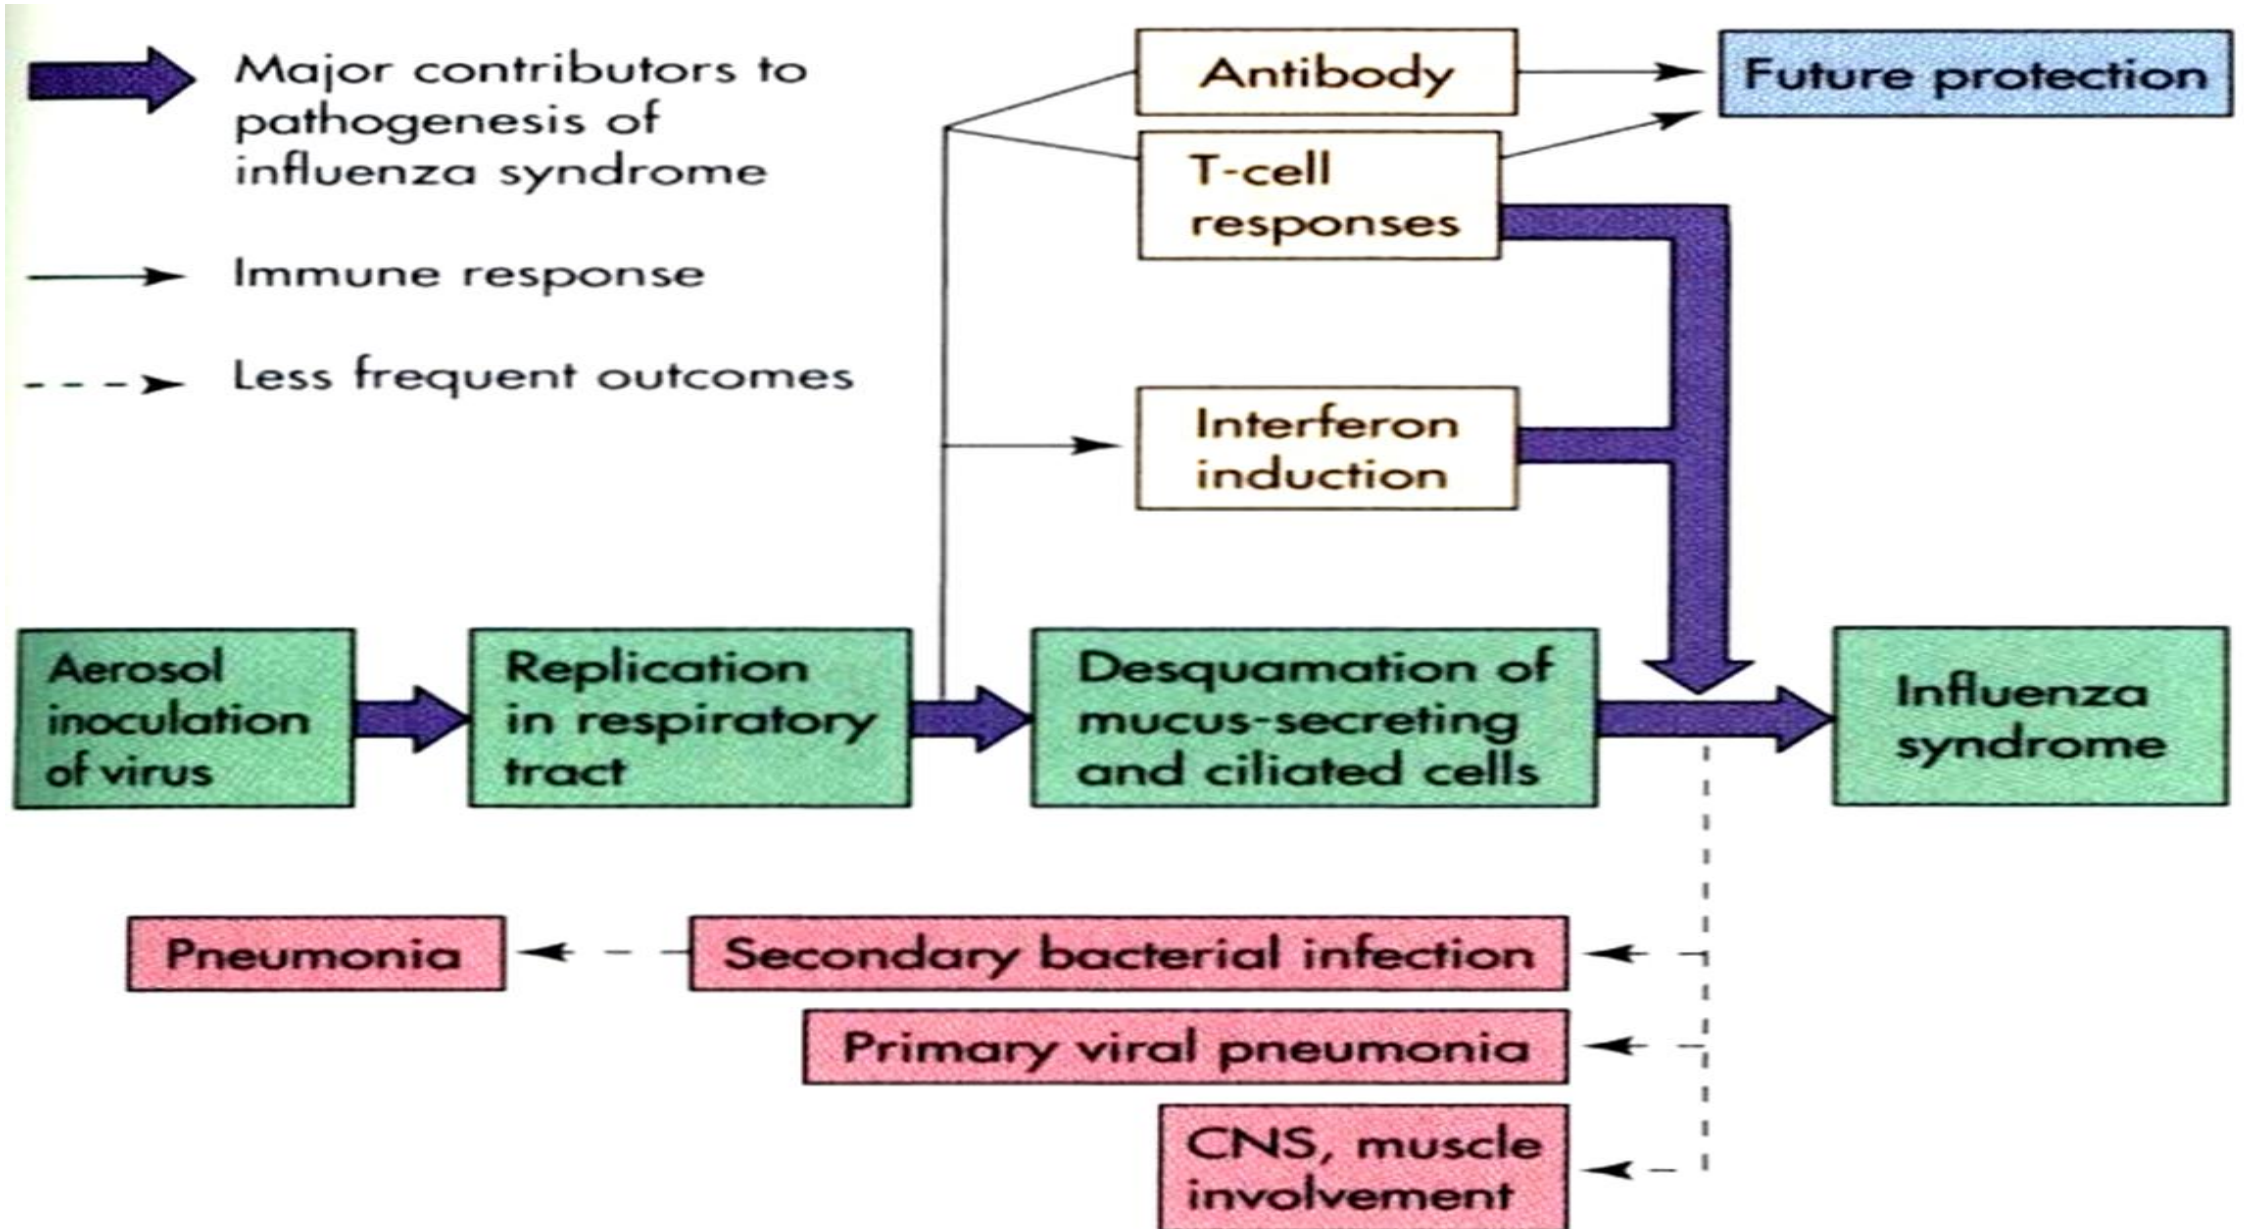 Major contributors to
pathogenesis of
influenza syndrome
Immune response
Less frequent outcomes
Antibody
Future protection
T-cell
responses
Interferon
induction
Aerosol
inoculation
of virus
Replication
in respiratory
tract
Desquamation of
mucus-secreting
and ciliated cells
Influenza
syndrome
Pneumonia
Secondary bacterial infection
Primary viral pneumonia
CNS, muscle
involvement